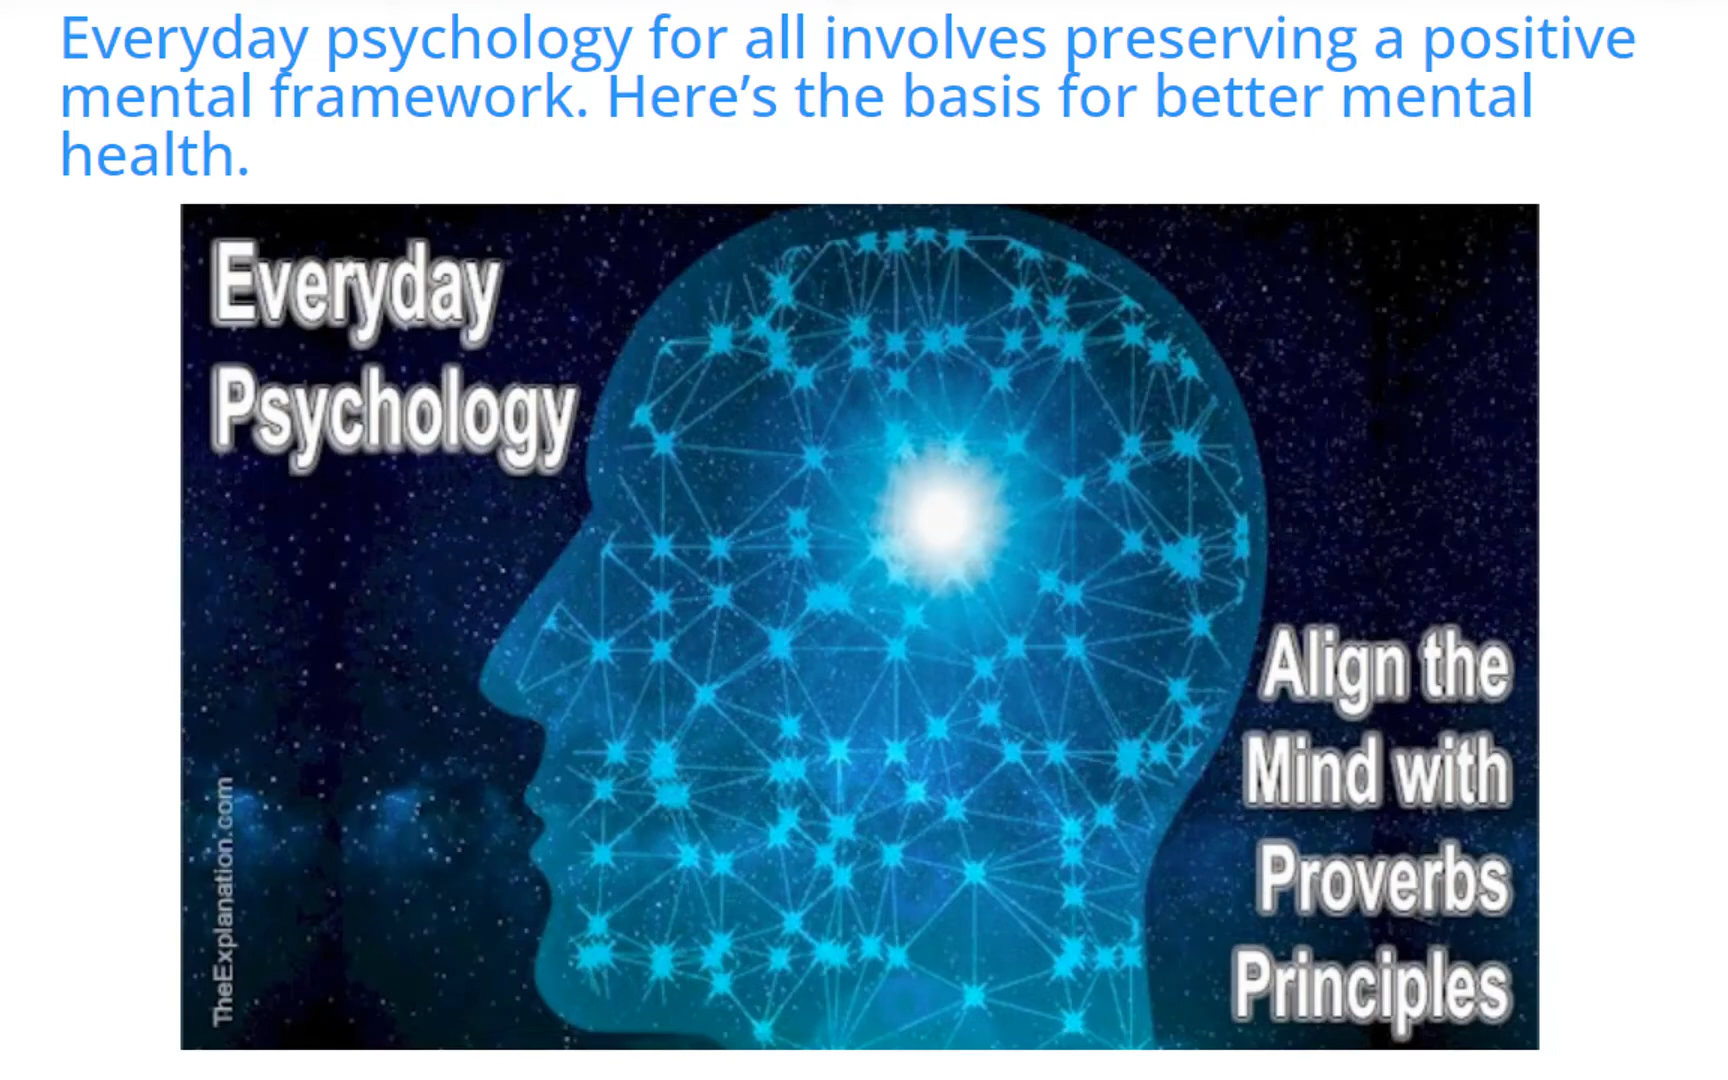 Everyday psychology for all involves preserving a positive
mental framework. Here’s the basis for better mental
health.
Everyday
Psychology
Align the
Mind with
Proverbs
Principles
TheExplanation.com